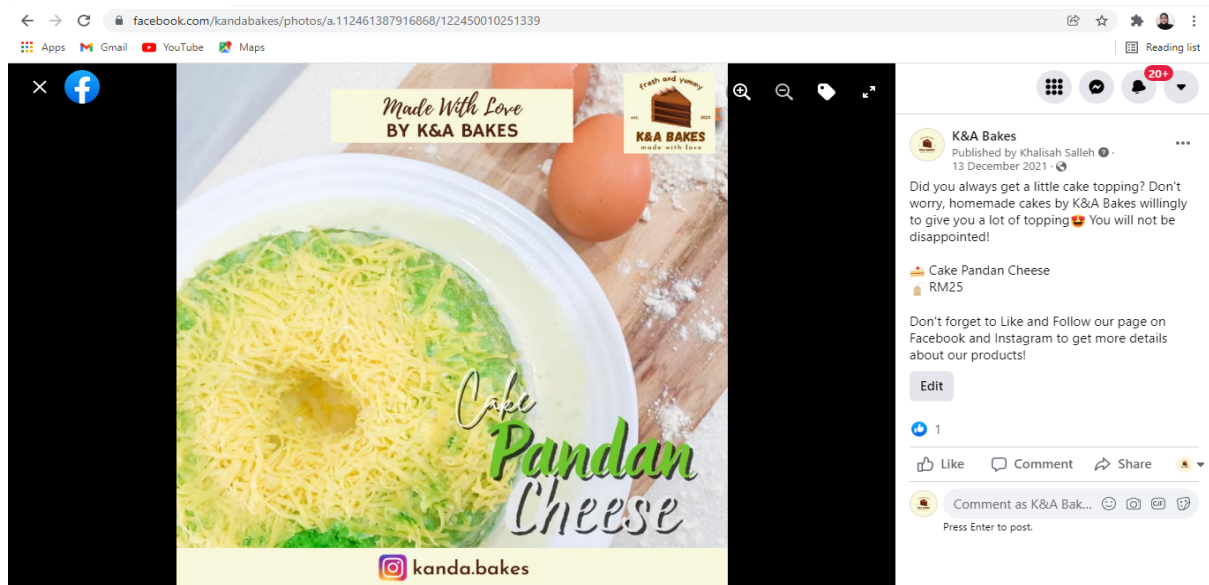 facebook.com/kandabakes/photos/a.112461387916868/122450010251339
Apps
Gmail
YouTube
Maps
Reading list
Made With Love
BY K&A BAKES
fresh and yummy
est.
2021
K&A BAKES
made with love
Cake
Pandan
Cheese
kanda.bakes
20+
K&A Bakes
Published by Khalisah Salleh ·
13 December 2021 ·
Did you always get a little cake topping? Don't
worry, homemade cakes by K&A Bakes willingly
to give you a lot of topping😍 You will not be
disappointed!
🍰 Cake Pandan Cheese
🏷️ RM25
Don't forget to Like and Follow our page on
Facebook and Instagram to get more details
about our products!
Edit
1
Like
Comment
Share
Comment as K&A Bak...
GIF
Press Enter to post.